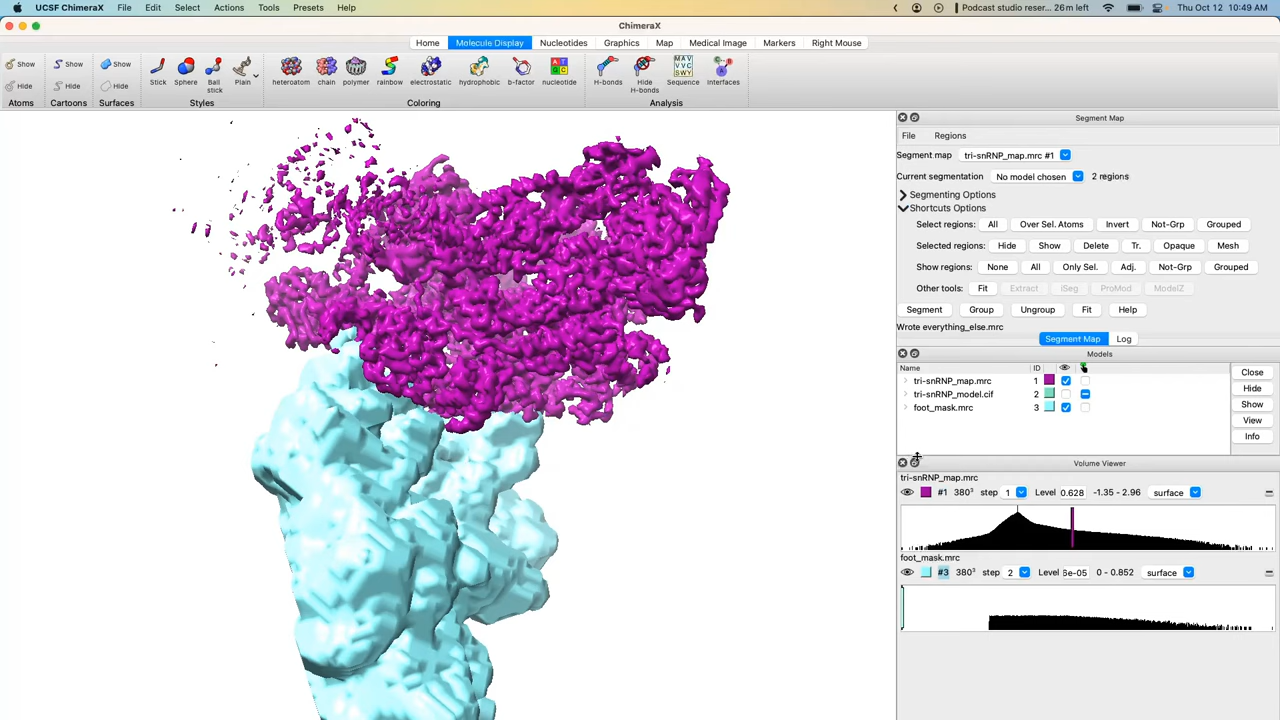 UCSF ChimeraX File Edit Select Actions Tools Presets Help Podcast studio reser... 26m left Thu Oct 12 10:49 AM
ChimeraX
Home Molecule Display Nucleotides Graphics Map Medical Image Markers Right Mouse
Show Show Show
Hide Hide Hide
Stick Sphere Ball stick Plain heteroatom chain polymer rainbow electrostatic hydrophobic b-factor nucleotide H-bonds Hide H-bonds Sequence Interfaces
Atoms Cartoons Surfaces Styles Coloring Analysis
Segment Map
File Regions
Segment map tri-snRNP_map.mrc #1
Current segmentation No model chosen 2 regions
Segmenting Options
Shortcuts Options
Select regions: All Over Sel. Atoms Invert Not-Grp Grouped
Selected regions: Hide Show Delete Tr. Opaque Mesh
Show regions: None All Only Sel. Adj. Not-Grp Grouped
Other tools: Fit Extract iSeg ProMod ModelZ
Segment Group Ungroup Fit Help
Wrote everything_else.mrc
Segment Map Log
Models
Name ID
tri-snRNP_map.mrc 1
tri-snRNP_model.cif 2
foot_mask.mrc 3
Close
Hide
Show
View
Info
Volume Viewer
tri-snRNP_map.mrc
#1 380³ step 1 Level 0.628 -1.35 - 2.96 surface
foot_mask.mrc
#3 380³ step 2 Level 5e-05 0 - 0.852 surface